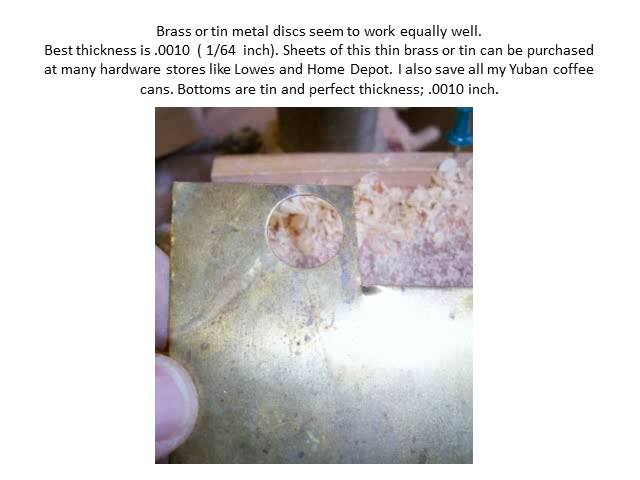 Brass or tin metal discs seem to work equally well.
Best thickness is .0010  ( 1/64  inch). Sheets of this thin brass or tin can be purchased
at many hardware stores like Lowes and Home Depot. I also save all my Yuban coffee
cans. Bottoms are tin and perfect thickness; .0010 inch.